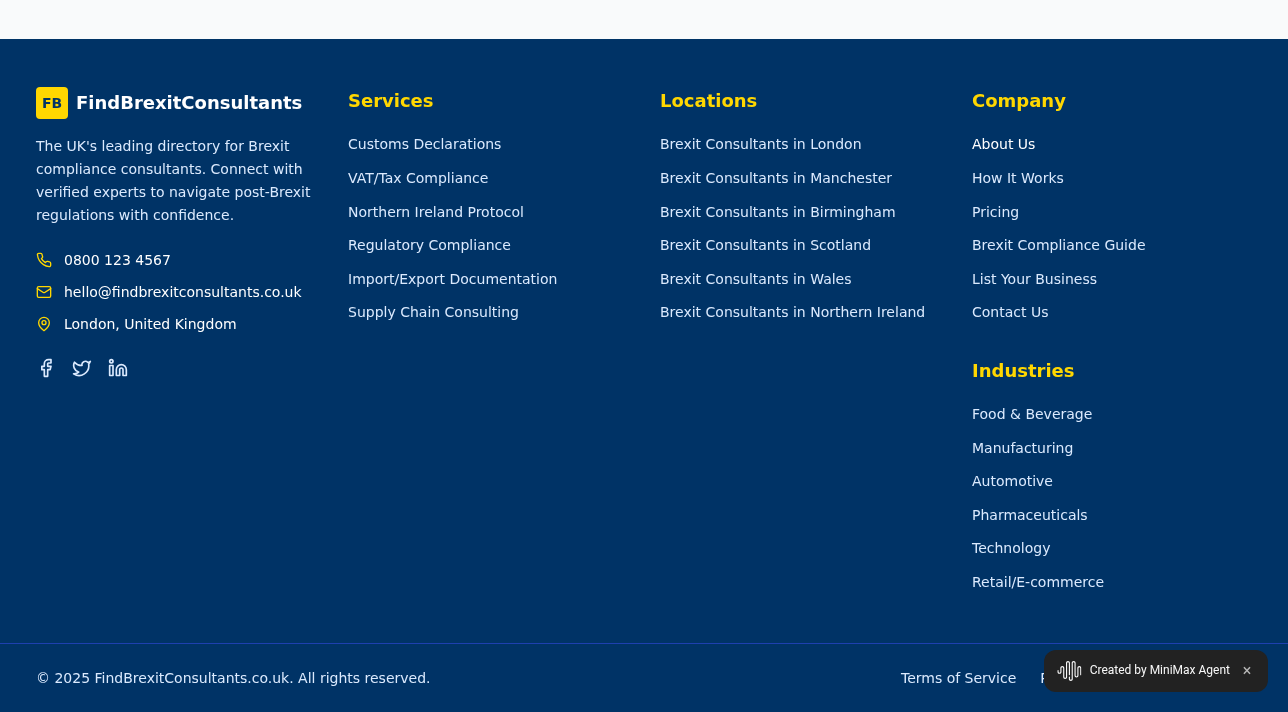 FB FindBrexitConsultants
The UK's leading directory for Brexit
compliance consultants. Connect with
verified experts to navigate post-Brexit
regulations with confidence.
0800 123 4567
hello@findbrexitconsultants.co.uk
London, United Kingdom
Services
Customs Declarations
VAT/Tax Compliance
Northern Ireland Protocol
Regulatory Compliance
Import/Export Documentation
Supply Chain Consulting
Locations
Brexit Consultants in London
Brexit Consultants in Manchester
Brexit Consultants in Birmingham
Brexit Consultants in Scotland
Brexit Consultants in Wales
Brexit Consultants in Northern Ireland
Company
About Us
How It Works
Pricing
Brexit Compliance Guide
List Your Business
Contact Us
Industries
Food & Beverage
Manufacturing
Automotive
Pharmaceuticals
Technology
Retail/E-commerce
© 2025 FindBrexitConsultants.co.uk. All rights reserved.
Terms of Service
Created by MiniMax Agent ×